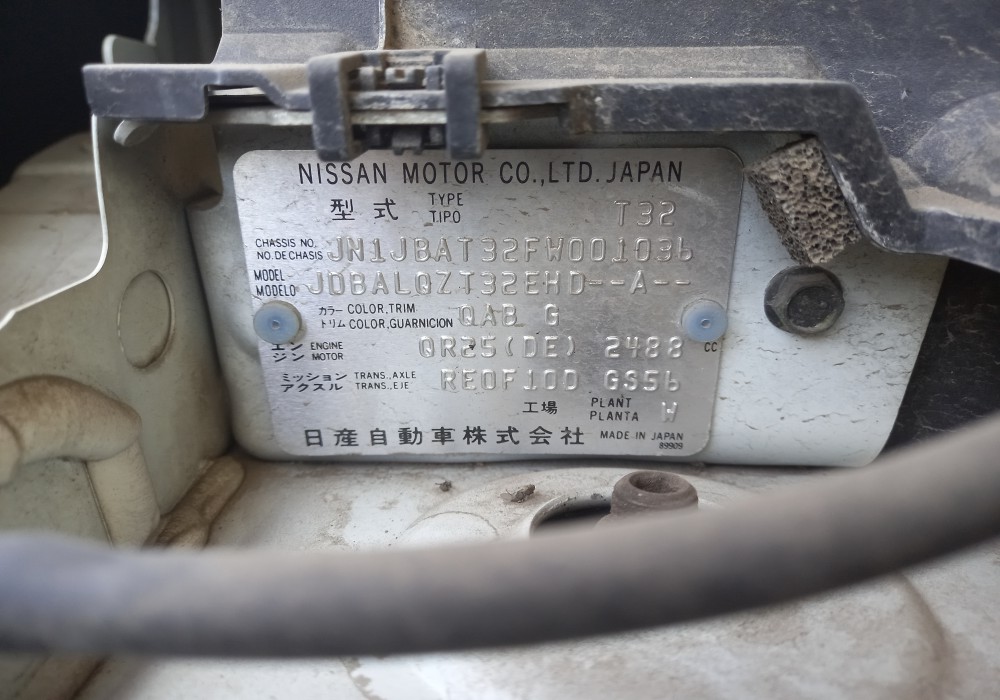 NISSAN MOTOR CO.,LTD. JAPAN
型式 TYPE TIPO T32
CHASSIS NO. NO.DE CHASIS JN1JBAT32FW001036
MODEL MODELO JDBALQZT32EHD--A--
カラー COLOR,TRIM トリム COLOR,GUARNICION QAB G
エンジン ENGINE MOTOR QR25(DE) 2488 CC
ミッション アクスル TRANS.,AXLE TRANS.,EJE RE0F10D GS56
工場 PLANT PLANTA W
日産自動車株式会社 MADE IN JAPAN
89909